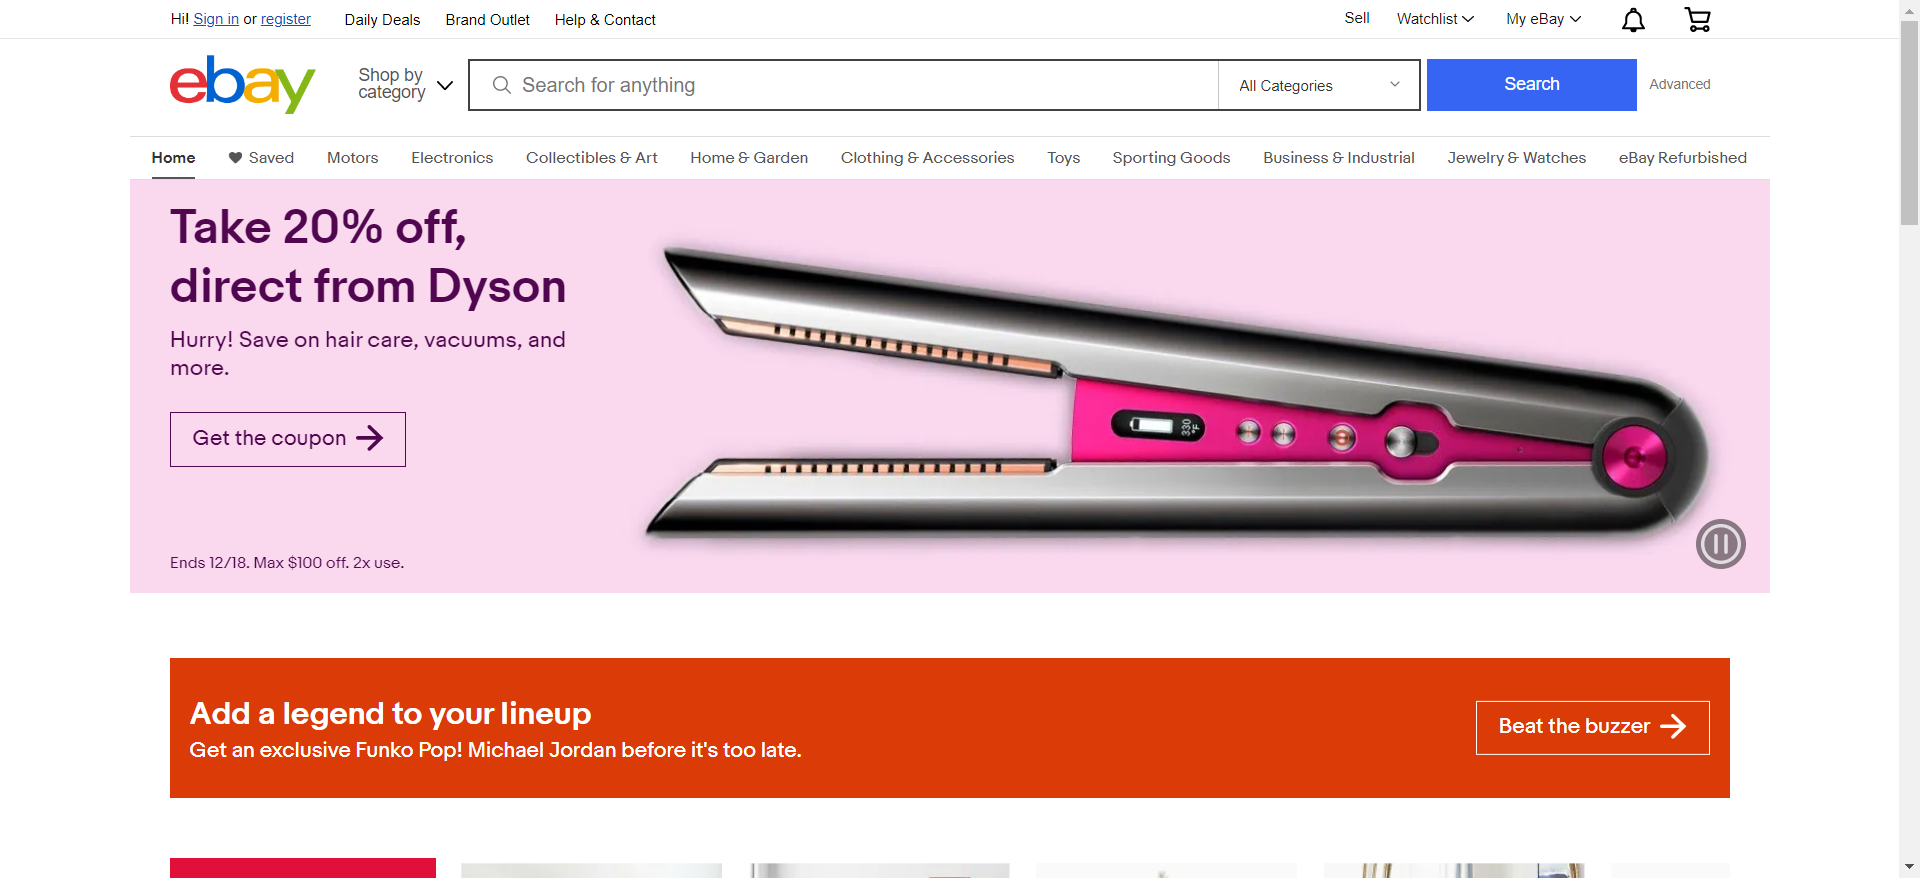 Hi! Sign in or register Daily Deals Brand Outlet Help & Contact Sell Watchlist My eBay
ebay
Shop by
category
Search for anything All Categories Search Advanced
Home Saved Motors Electronics Collectibles & Art Home & Garden Clothing & Accessories Toys Sporting Goods Business & Industrial Jewelry & Watches eBay Refurbished
Take 20% off,
direct from Dyson
Hurry! Save on hair care, vacuums, and
more.
Get the coupon
330
°F
Ends 12/18. Max $100 off. 2x use.
Add a legend to your lineup
Get an exclusive Funko Pop! Michael Jordan before it's too late.
Beat the buzzer